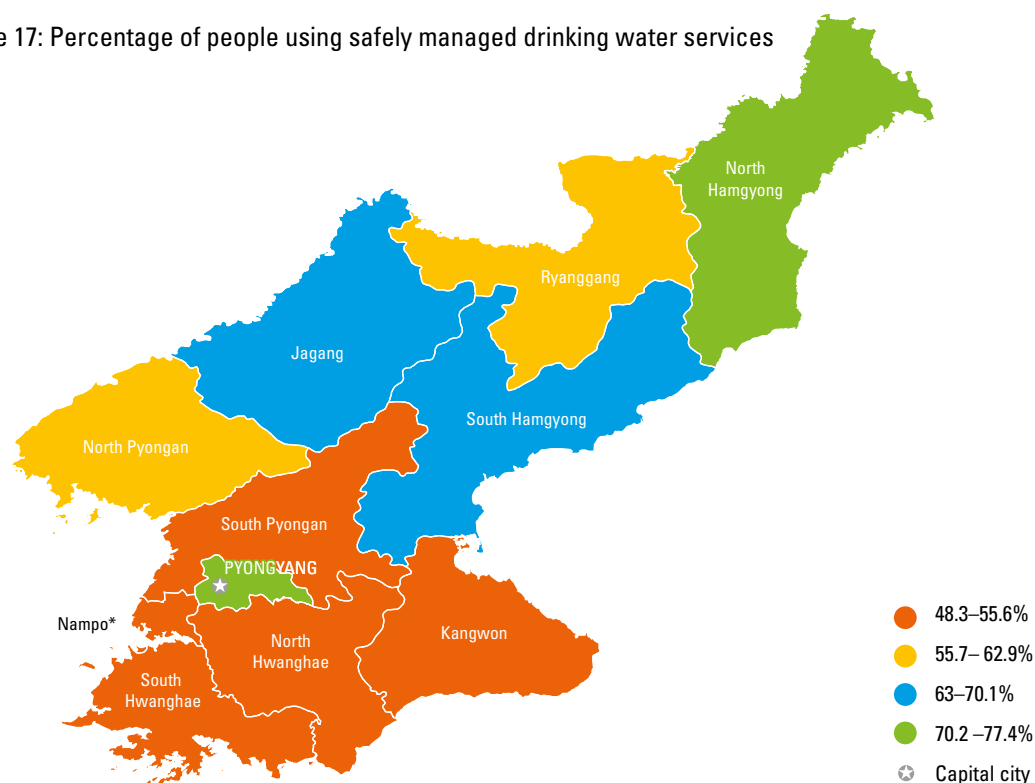 e 17: Percentage of people using safely managed drinking water services
North
Hamgyong
Ryanggang
Jagang
South Hamgyong
North Pyongan
South Pyongan
PYONGYANG
Nampo*
North
Hwanghae
Kangwon
South
Hwanghae
48.3–55.6%
55.7– 62.9%
63–70.1%
70.2 –77.4%
Capital city